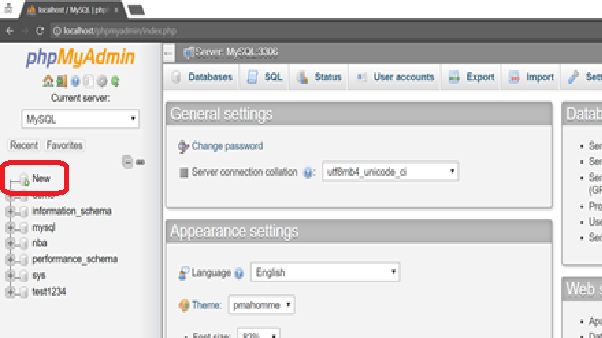 localhost / MySQL | php
localhost/phpmyadmin/index.php
phpMyAdmin
Current server:
MySQL
Recent Favorites
New
information_schema
mysql
nba
performance_schema
sys
test1234
Server: MySQL:3306
Databases SQL Status User accounts Export Import Sett
General settings
Change password
Server connection collation : utf8mb4_unicode_ci
Appearance settings
Language English
Theme: pmahomme
Font size: 83%
Datab
Ser
Ser
Ser
(GF
Pro
Use
Ser
Web s
Apa
Dat